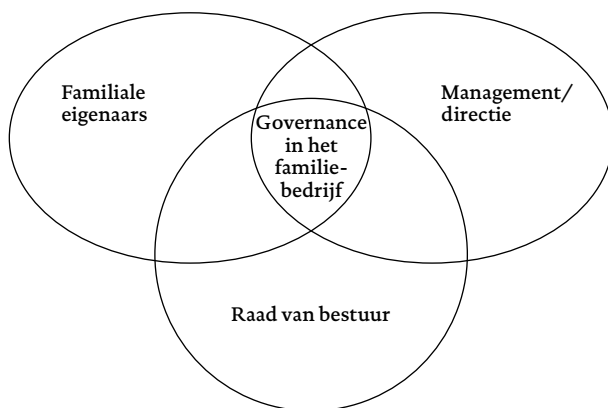 Familiale
eigenaars
Management/
directie
Governance
in het
familie-
bedrijf
Raad van bestuur